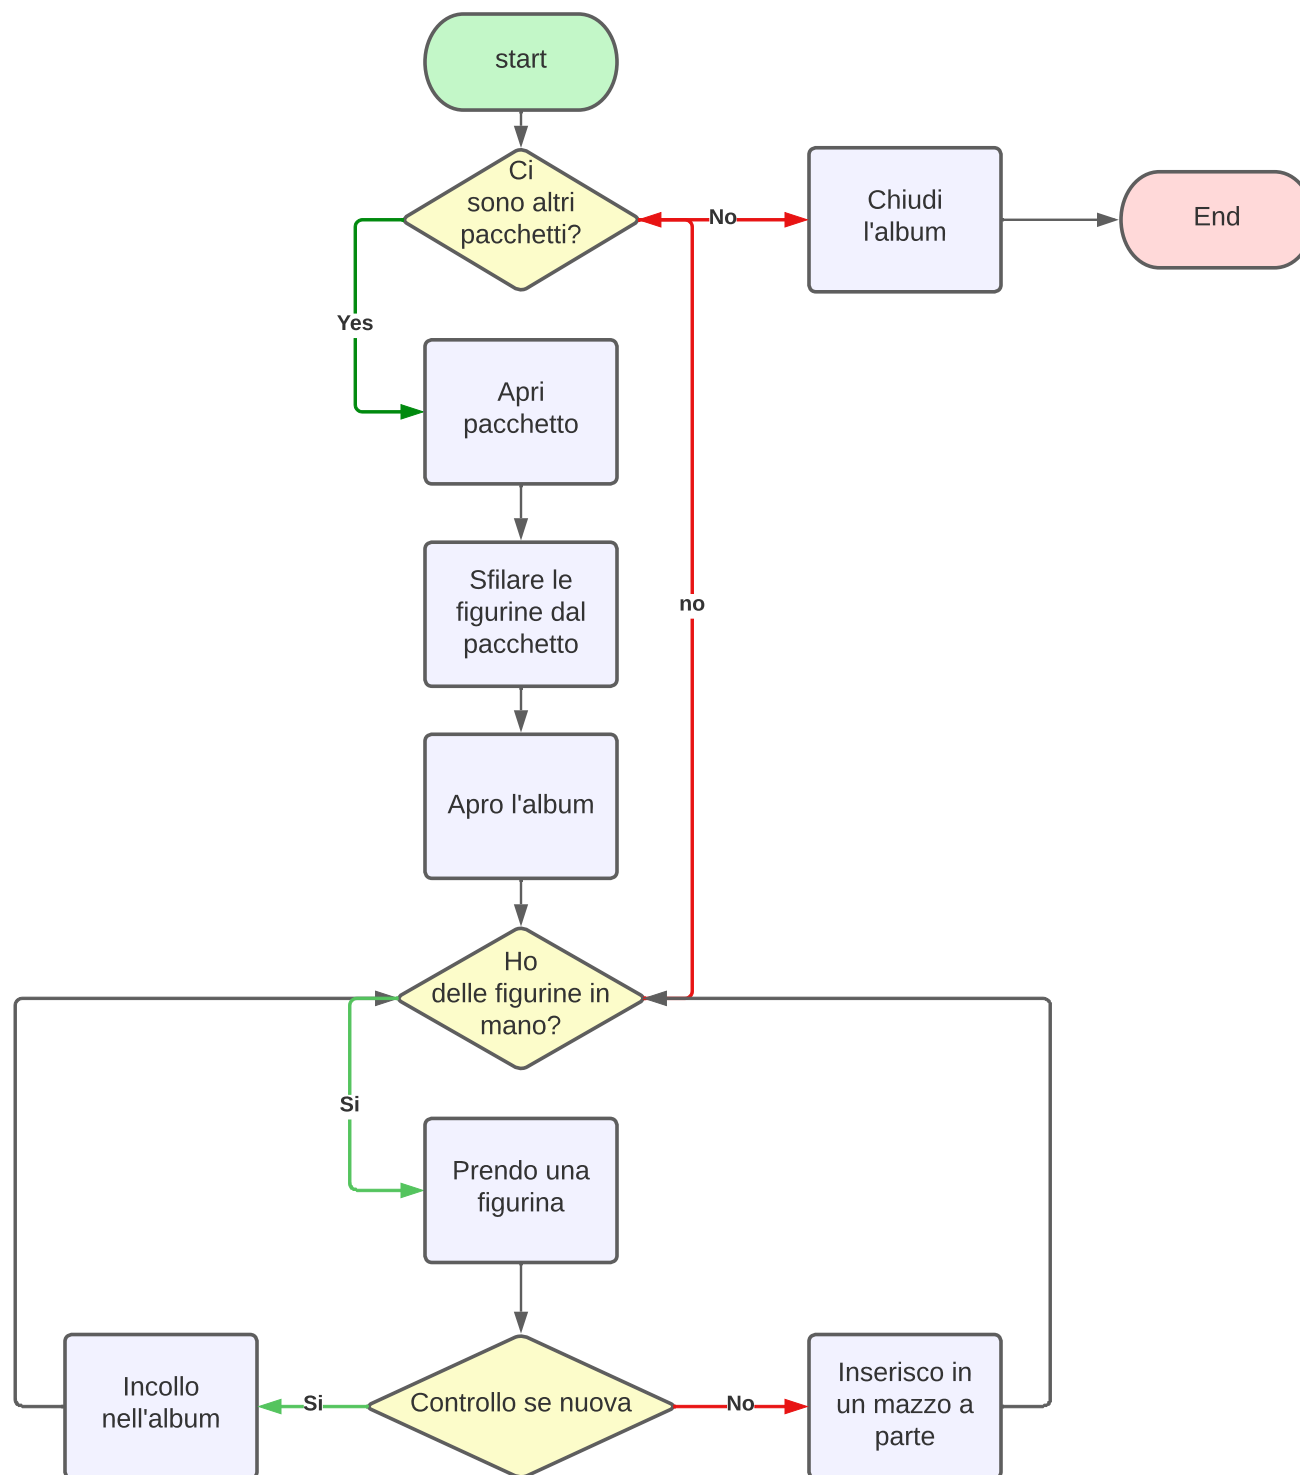 start
Ci
sono altri
pacchetti?
No
Chiudi
l'album
End
Yes
Apri
pacchetto
Sfilare le
figurine dal
pacchetto
no
Apro l'album
Ho
delle figurine in
mano?
Si
Prendo una
figurina
Incollo
nell'album
Si
Controllo se nuova
No
Inserisco in
un mazzo a
parte